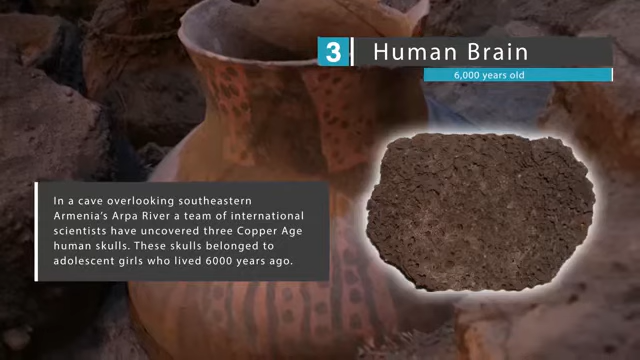 3 Human Brain
6,000 years old
In a cave overlooking southeastern
Armenia's Arpa River a team of international
scientists have uncovered three Copper Age
human skulls. These skulls belonged to
adolescent girls who lived 6000 years ago.